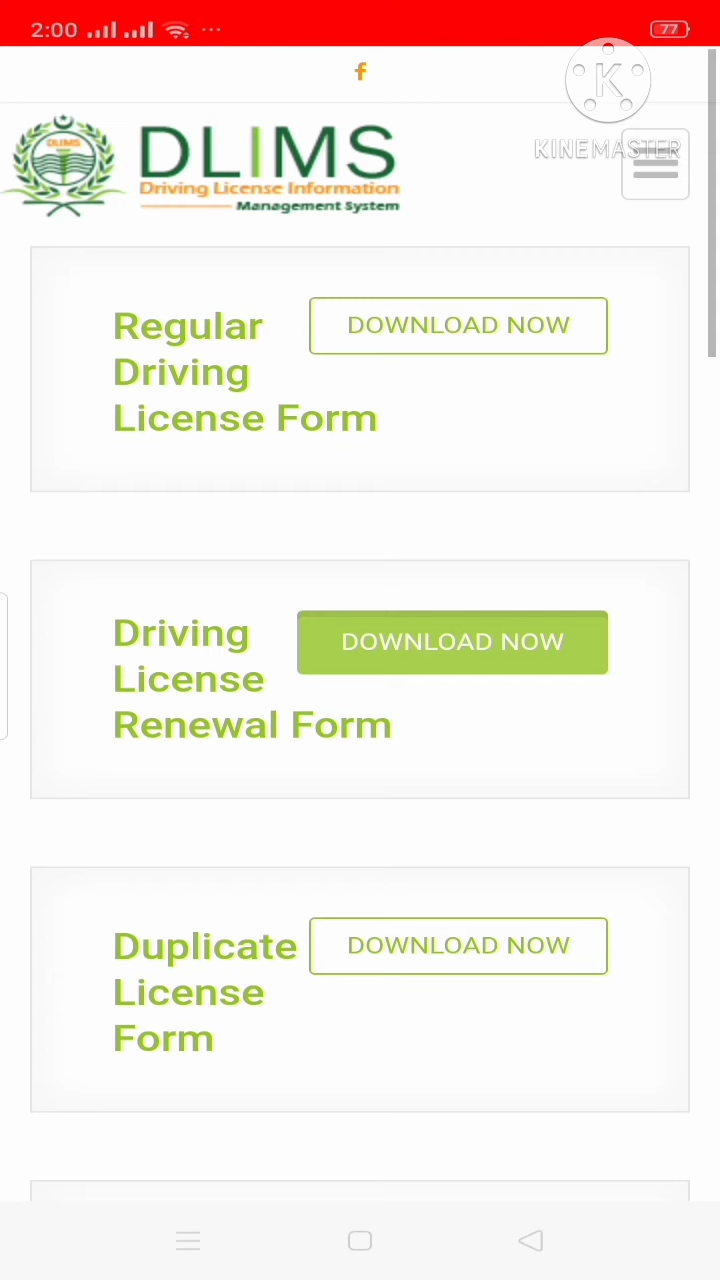 2:00
77
f
K
KINEMASTER
DLIMS
DLIMS
Driving License Information
Management System
Regular
Driving
License Form
DOWNLOAD NOW
Driving
License
Renewal Form
DOWNLOAD NOW
Duplicate
License
Form
DOWNLOAD NOW